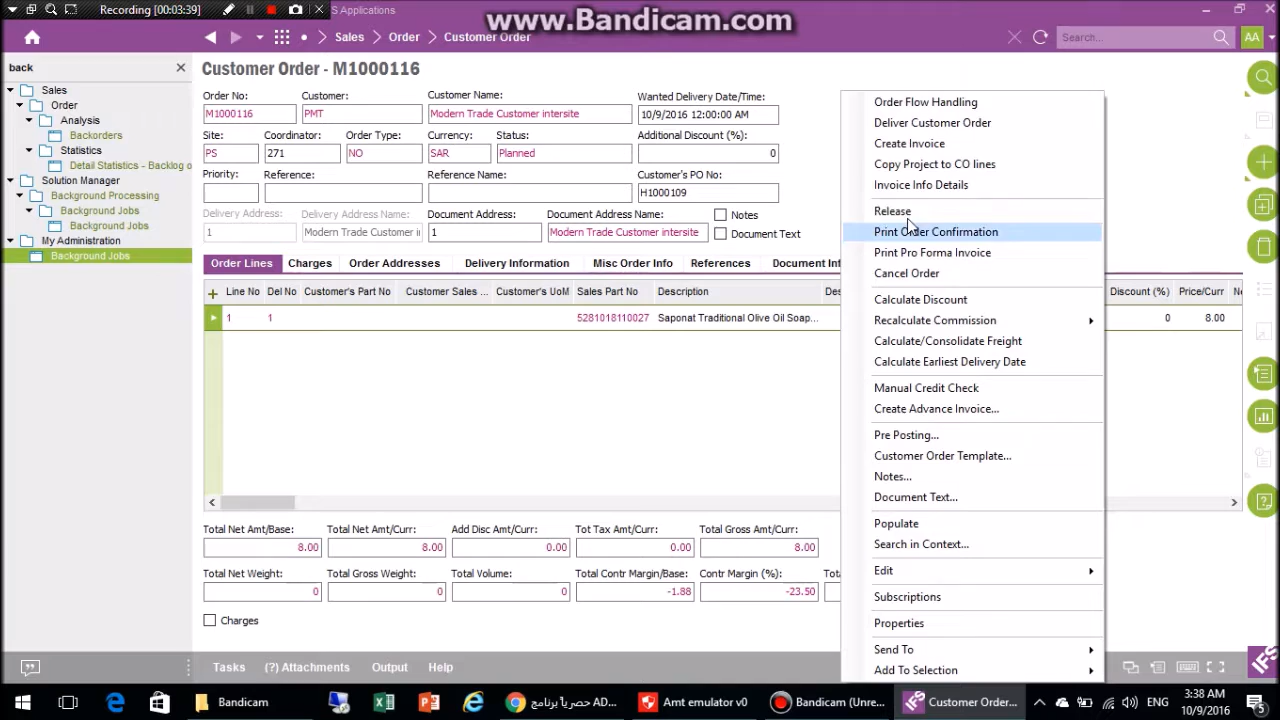 Recording [00:03:39]
S Applications
www.Bandicam.com
Sales
Order
Customer Order
Search...
AA
back
Customer Order - M1000116
Sales
Order
Analysis
Backorders
Statistics
Detail Statistics - Backlog o
Solution Manager
Background Processing
Background Jobs
Background Jobs
My Administration
Background Jobs
Order No:
Customer:
Customer Name:
Wanted Delivery Date/Time:
M1000116
PMT
Modern Trade Customer intersite
10/9/2016 12:00:00 AM
Site:
Coordinator:
Order Type:
Currency:
Status:
Additional Discount (%):
PS
271
NO
SAR
Planned
0
Priority:
Reference:
Reference Name:
Customer's PO No:
H1000109
Delivery Address:
Delivery Address Name:
Document Address:
Document Address Name:
Notes
1
Modern Trade Customer i
1
Modern Trade Customer intersite
Document Text
Order Lines
Charges
Order Addresses
Delivery Information
Misc Order Info
References
Document Inf
Line No
Del No
Customer's Part No
Customer Sales ...
Customer's UoM
Sales Part No
Description
Des
Discount (%)
Price/Curr
Ne
1
1
5281018110027
Saponat Traditional Olive Oil Soap...
0
8.00
Order Flow Handling
Deliver Customer Order
Create Invoice
Copy Project to CO lines
Invoice Info Details
Release
Print Order Confirmation
Print Pro Forma Invoice
Cancel Order
Calculate Discount
Recalculate Commission
Calculate/Consolidate Freight
Calculate Earliest Delivery Date
Manual Credit Check
Create Advance Invoice...
Pre Posting...
Customer Order Template...
Notes...
Document Text...
Populate
Search in Context...
Edit
Subscriptions
Properties
Send To
Add To Selection
Total Net Amt/Base:
Total Net Amt/Curr:
Add Disc Amt/Curr:
Tot Tax Amt/Curr:
Total Gross Amt/Curr:
8.00
8.00
0.00
0.00
8.00
Total Net Weight:
Total Gross Weight:
Total Volume:
Total Contr Margin/Base:
Contr Margin (%):
Tota
0
0
0
-1.88
-23.50
Charges
Tasks
(?) Attachments
Output
Help
IFS
Bandicam
حصرياً برنامج AD...
Amt emulator v0
Bandicam (Unre...
Customer Order...
ENG
3:38 AM
10/9/2016
5